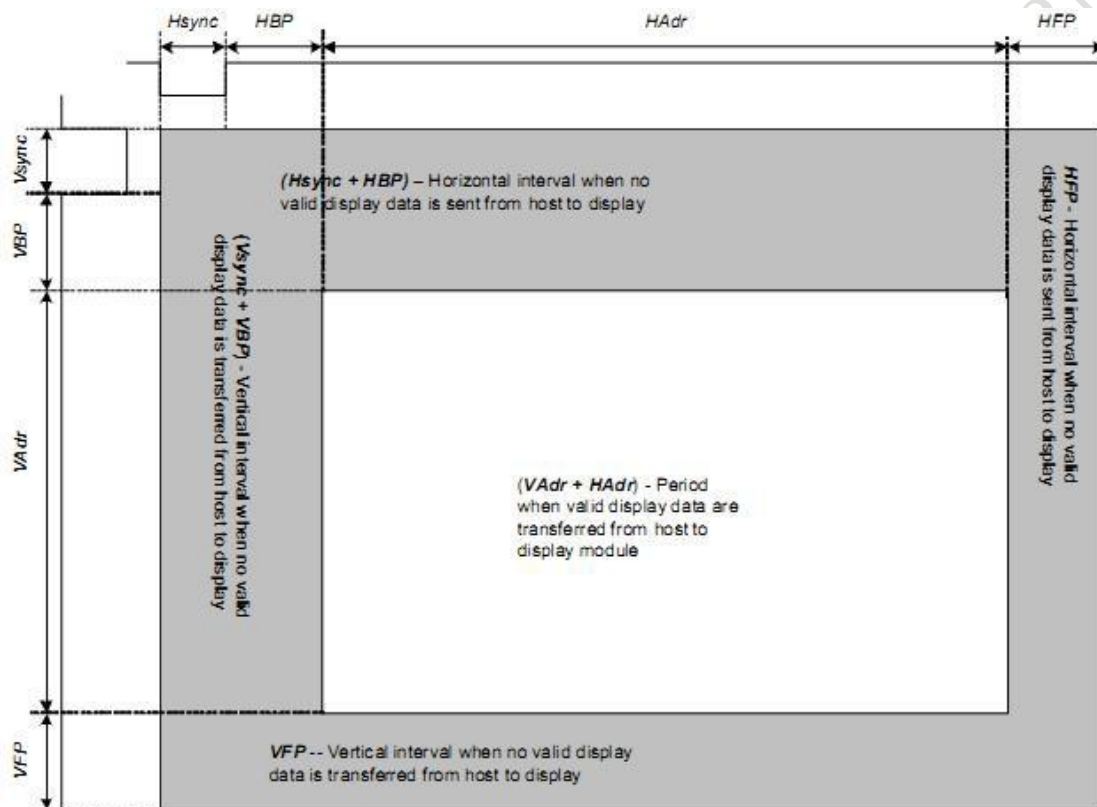 Hsync HBP HAdr HFP
Vsync
VBP
VAdr
VFP
(Hsync + HBP) – Horizontal interval when no
valid display data is sent from host to display
(Vsync + VBP) - Vertical interval when no valid
display data is transferred from host to display
HFP - Horizontal interval when no valid
display data is sent from host to display
(VAdr + HAdr) - Period
when valid display data are
transferred from host to
display module
VFP -- Vertical interval when no valid display
data is transferred from host to display